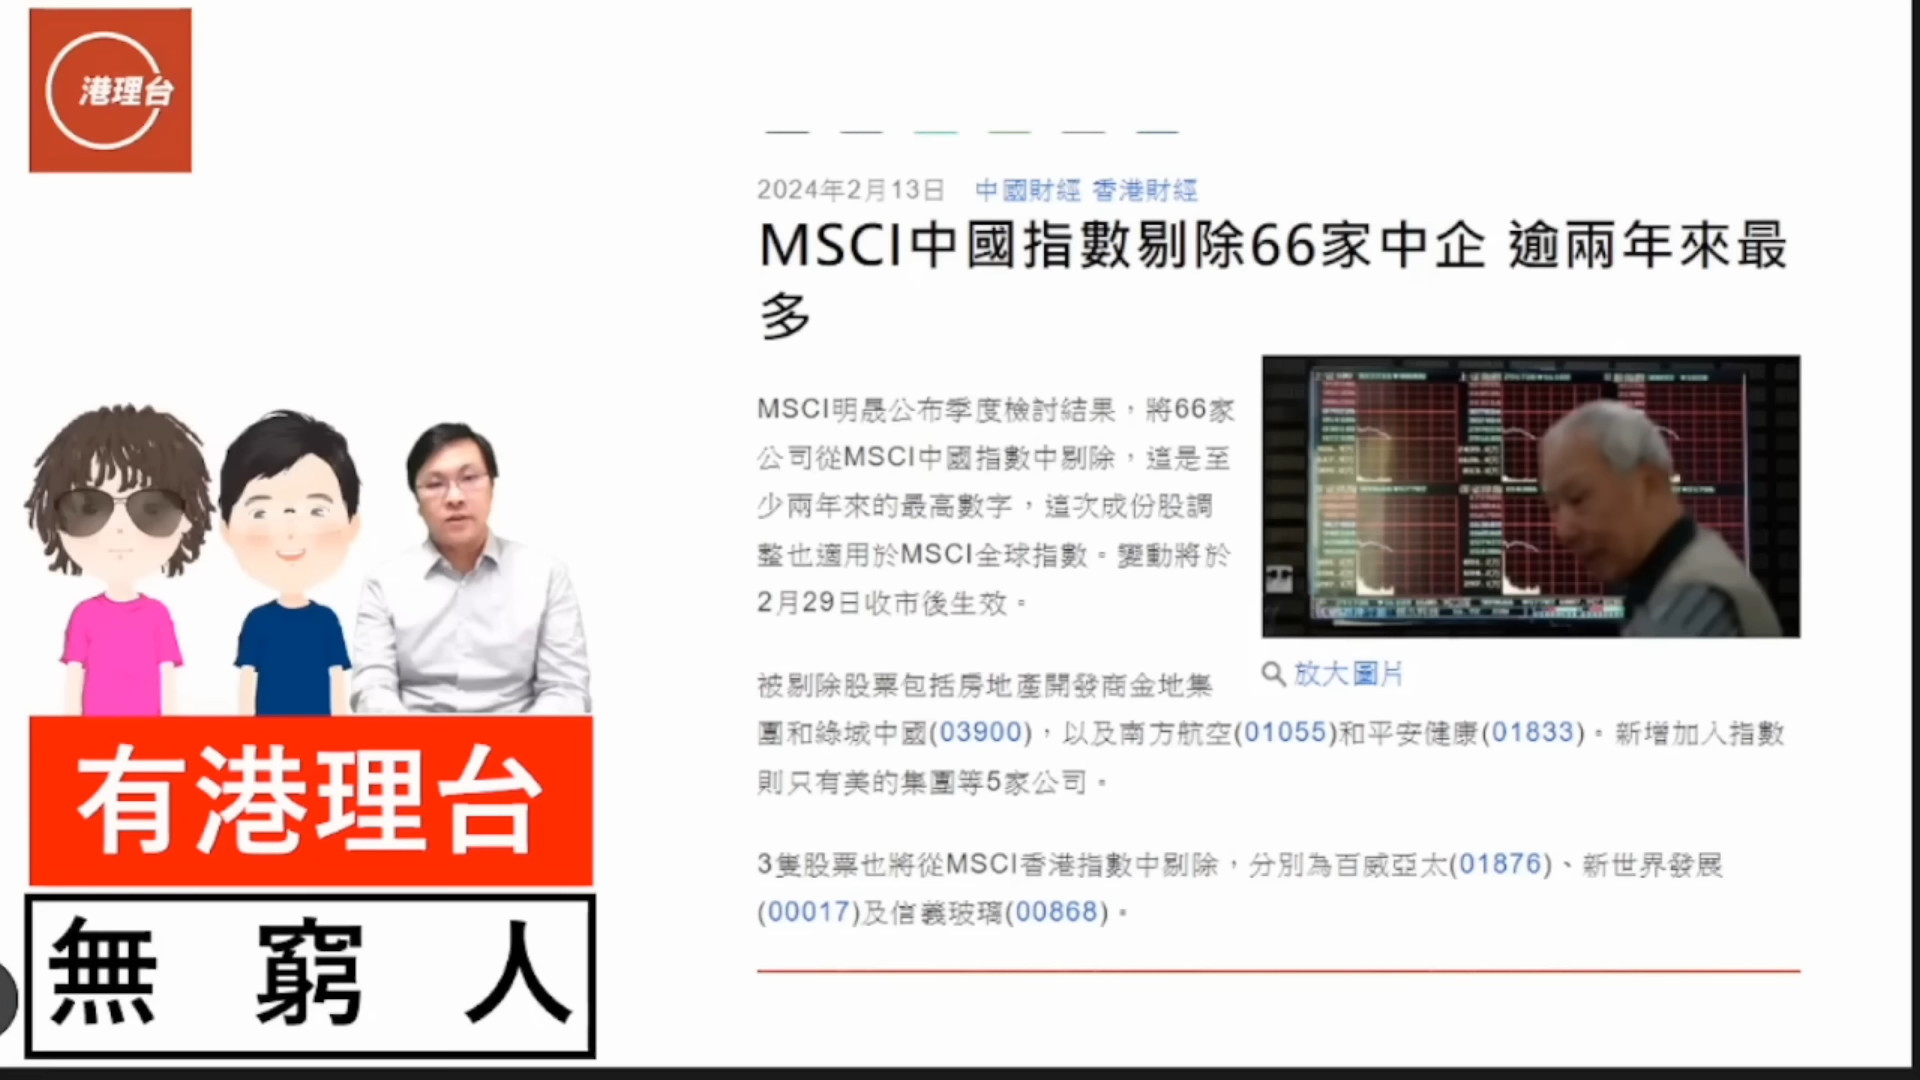 港理台
2024年2月13日 中國財經 香港財經
MSCI中國指數剔除66家中企 逾兩年來最
多
MSCI明晟公布季度檢討結果，將66家
公司從MSCI中國指數中剔除，這是至
少兩年來的最高數字，這次成份股調
整也適用於MSCI全球指數。變動將於
2月29日收市後生效。
放大圖片
被剔除股票包括房地產開發商金地集
團和綠城中國(03900)，以及南方航空(01055)和平安健康(01833)。新增加入指數
則只有美的集團等5家公司。
3隻股票也將從MSCI香港指數中剔除，分別為百威亞太(01876)、新世界發展
(00017)及信義玻璃(00868)。
有港理台
無窮人